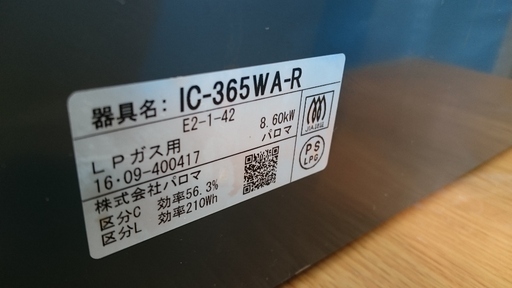 器具名: IC-365WA-R
E2-1-42 8.60kW
パロマ
LPガス用
16・09-400417
株式会社パロマ
区分C 効率56.3%
区分L 効率210Wh
PS
LPG